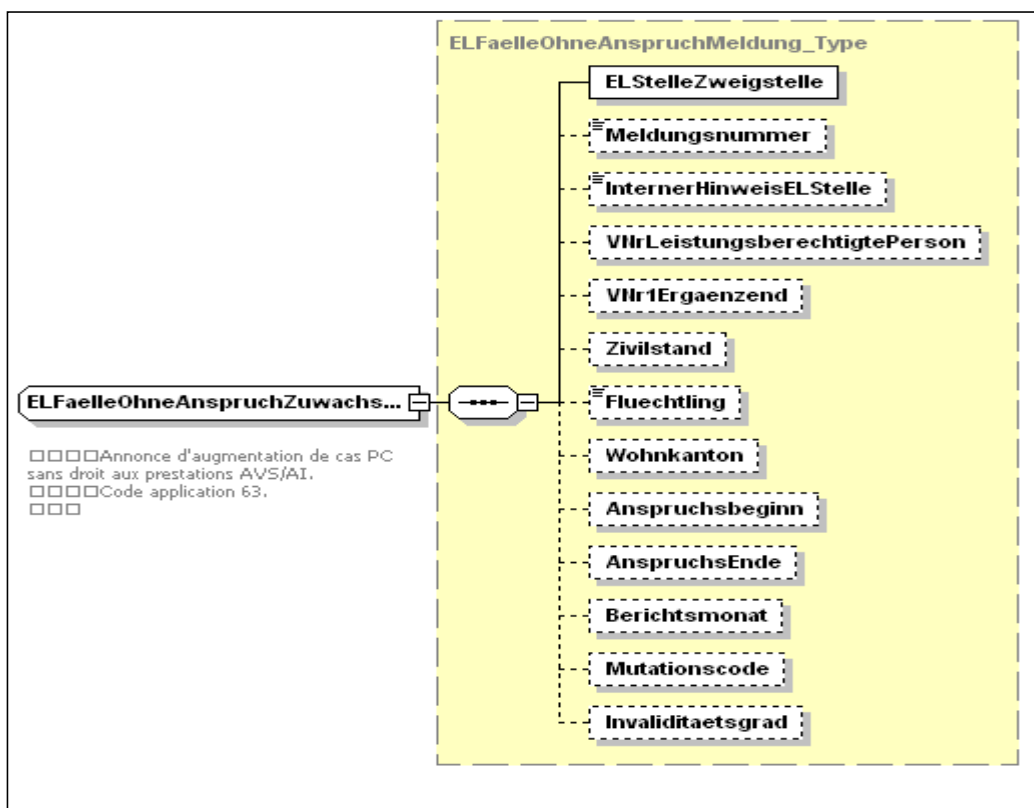 ELFaelleOhneAnspruchMeldung_Type
ELStelleZweigstelle
Meldungsnummer
InternerHinweisELStelle
VNrLeistungsberechtigtePerson
VNr1Ergaenzend
Zivilstand
ELFaelleOhneAnspruchZuwachs...
Fluechtling
□□□□Annonce d'augmentation de cas PC
sans droit aux prestations AVS/AI.
□□□□Code application 63.
□□□
Wohnkanton
Anspruchsbeginn
AnspruchsEnde
Berichtsmonat
Mutationscode
Invaliditaetsgrad